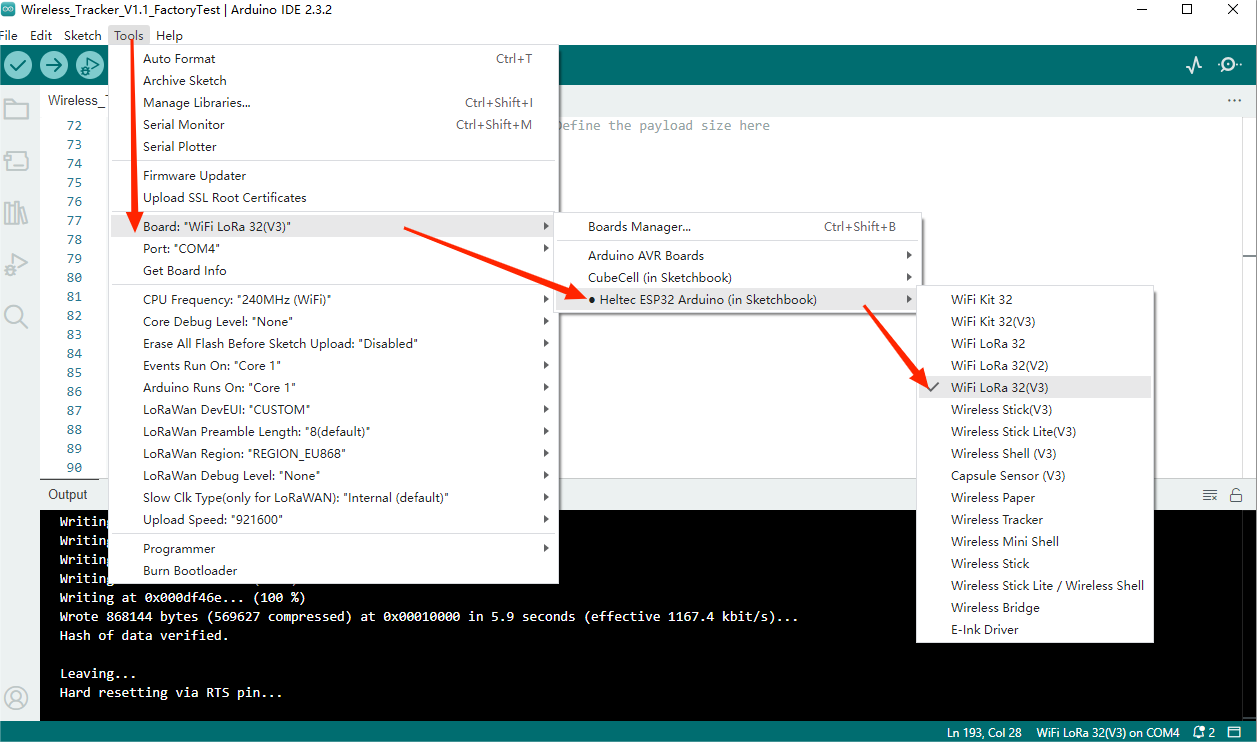 Wireless_Tracker_V1.1_FactoryTest | Arduino IDE 2.3.2
File Edit Sketch Tools Help
Auto Format Ctrl+T
Archive Sketch
Manage Libraries... Ctrl+Shift+I
Serial Monitor Ctrl+Shift+M
Serial Plotter
Firmware Updater
Upload SSL Root Certificates
Board: "WiFi LoRa 32(V3)"
Port: "COM4"
Get Board Info
CPU Frequency: "240MHz (WiFi)"
Core Debug Level: "None"
Erase All Flash Before Sketch Upload: "Disabled"
Events Run On: "Core 1"
Arduino Runs On: "Core 1"
LoRaWan DevEUI: "CUSTOM"
LoRaWan Preamble Length: "8(default)"
LoRaWan Region: "REGION_EU868"
LoRaWan Debug Level: "None"
Slow Clk Type(only for LoRaWAN): "Internal (default)"
Upload Speed: "921600"
Programmer
Burn Bootloader
Boards Manager... Ctrl+Shift+B
Arduino AVR Boards
CubeCell (in Sketchbook)
● Heltec ESP32 Arduino (in Sketchbook)
WiFi Kit 32
WiFi Kit 32(V3)
WiFi LoRa 32
WiFi LoRa 32(V2)
WiFi LoRa 32(V3)
Wireless Stick(V3)
Wireless Stick Lite(V3)
Wireless Shell (V3)
Capsule Sensor (V3)
Wireless Paper
Wireless Tracker
Wireless Mini Shell
Wireless Stick
Wireless Stick Lite / Wireless Shell
Wireless Bridge
E-Ink Driver
Wireless_
72 Define the payload size here
73
74
75
76
77
78
79
80
81
82
83
84
85
86
87
88
89
90
Output
Writing
Writing
Writing
Writing
Writing at 0x000df46e... (100 %)
Wrote 868144 bytes (569627 compressed) at 0x00010000 in 5.9 seconds (effective 1167.4 kbit/s)...
Hash of data verified.
Leaving...
Hard resetting via RTS pin...
Ln 193, Col 28 WiFi LoRa 32(V3) on COM4 2